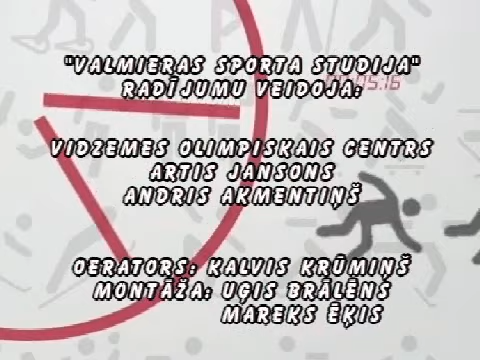 "VALMIERAS SPORTA STUDIJA"
RADĪJUMU VEIDOJA:
VIDZEMES OLIMPISKAIS CENTRS
ARTIS JANSONS
ANDRIS AKMENTIŅŠ
OERATORS: KALVIS KRŪMIŅŠ
MONTĀŽA: UĢIS BRĀLĒNS
MAREKS ĒĶIS